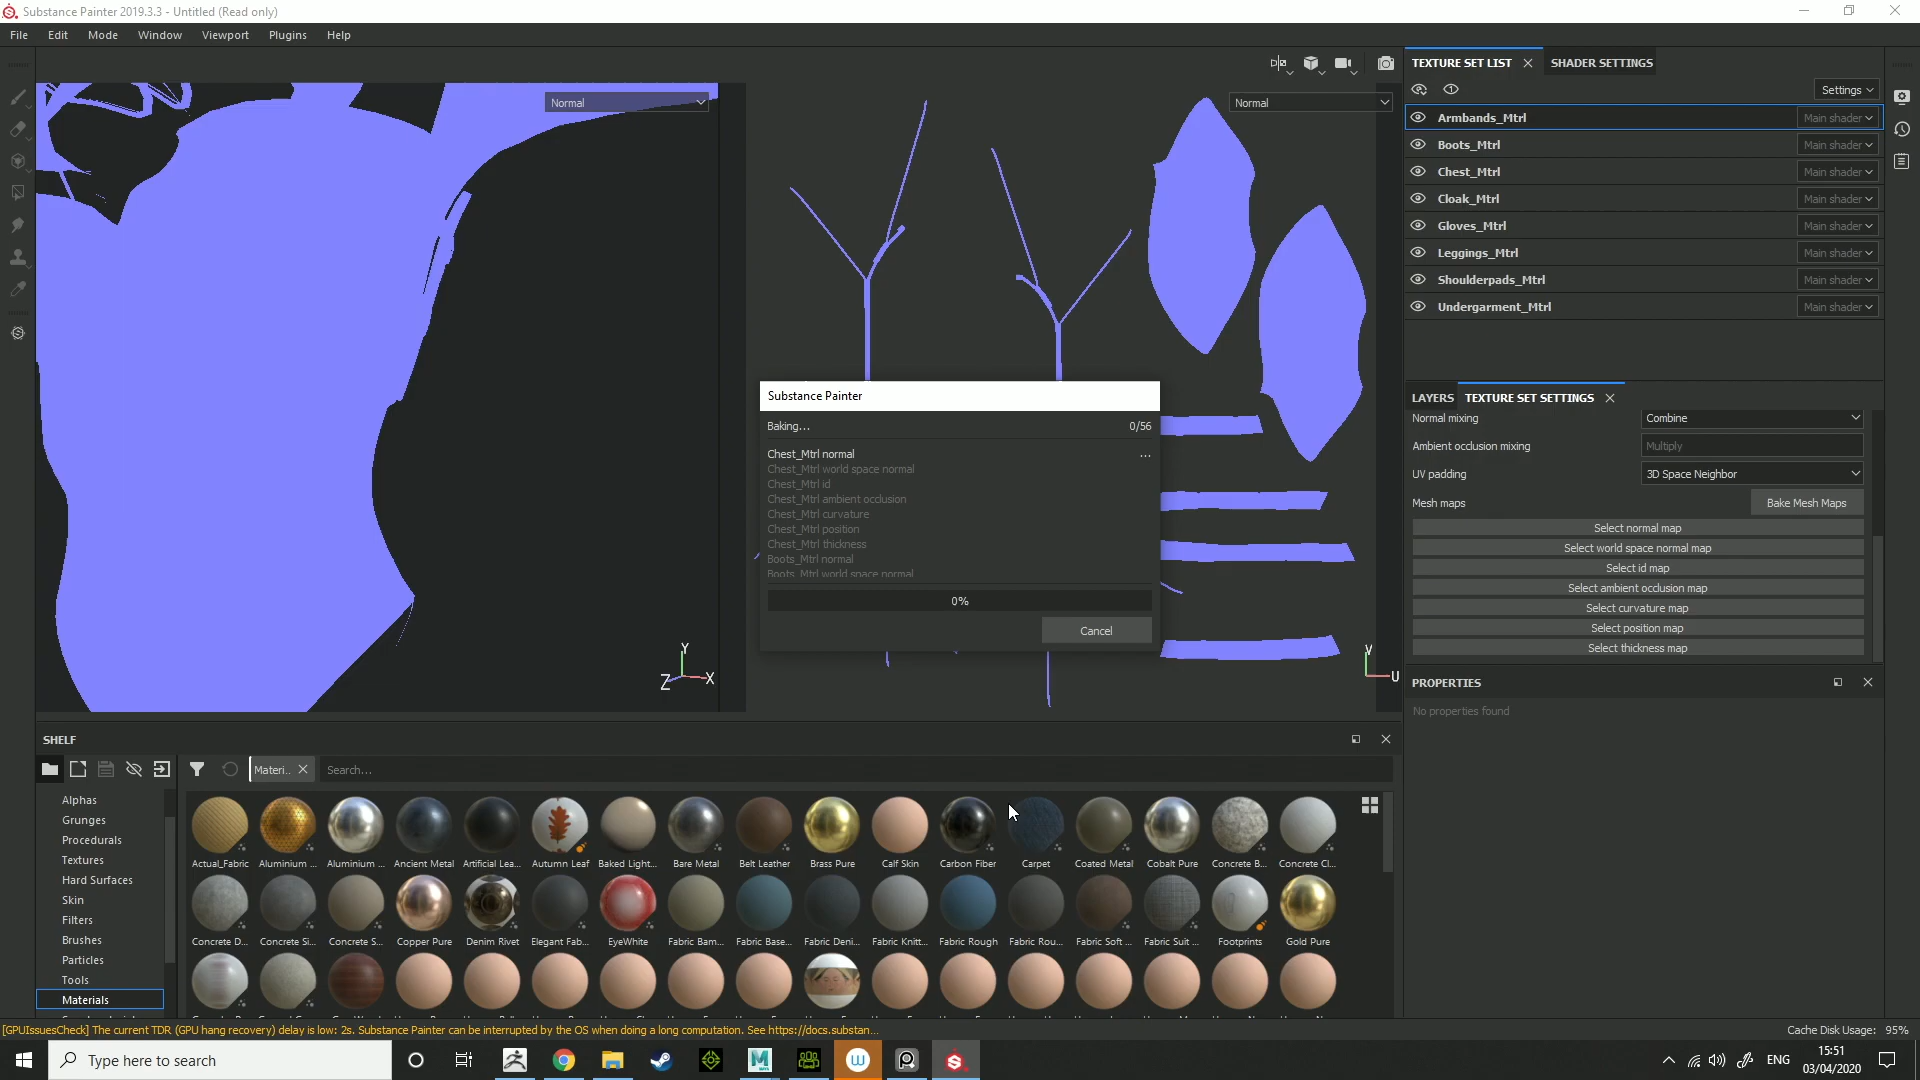 Substance Painter 2019.3.3 - Untitled (Read only)
File Edit Mode Window Viewport Plugins Help
Normal
Normal
Z
Y
X
V
U
TEXTURE SET LIST
SHADER SETTINGS
Settings
Armbands_Mtrl Main shader
Boots_Mtrl Main shader
Chest_Mtrl Main shader
Cloak_Mtrl Main shader
Gloves_Mtrl Main shader
Leggings_Mtrl Main shader
Shoulderpads_Mtrl Main shader
Undergarment_Mtrl Main shader
LAYERS
TEXTURE SET SETTINGS
Normal mixing Combine
Ambient occlusion mixing Multiply
UV padding 3D Space Neighbor
Mesh maps Bake Mesh Maps
Select normal map
Select world space normal map
Select id map
Select ambient occlusion map
Select curvature map
Select position map
Select thickness map
PROPERTIES
No properties found
Substance Painter
Baking... 0/56
Chest_Mtrl normal ...
Chest_Mtrl world space normal
Chest_Mtrl id
Chest_Mtrl ambient occlusion
Chest_Mtrl curvature
Chest_Mtrl position
Chest_Mtrl thickness
Boots_Mtrl normal
Boots_Mtrl world space normal
0%
Cancel
SHELF
Materi..
Search...
Alphas
Grunges
Procedurals
Textures
Hard Surfaces
Skin
Filters
Brushes
Particles
Tools
Materials
Actual_Fabric Aluminium ... Aluminium ... Ancient Metal Artificial Lea... Autumn Leaf Baked Light... Bare Metal Belt Leather Brass Pure Calf Skin Carbon Fiber Carpet Coated Metal Cobalt Pure Concrete B... Concrete Cl...
Concrete D... Concrete Si... Concrete S... Copper Pure Denim Rivet Elegant Fab... EyeWhite Fabric Bam... Fabric Base... Fabric Deni... Fabric Knitt... Fabric Rough Fabric Rou... Fabric Soft ... Fabric Suit ... Footprints Gold Pure
[GPUIssuesCheck] The current TDR (GPU hang recovery) delay is low: 2s. Substance Painter can be interrupted by the OS when doing a long computation. See https://docs.substan...
Cache Disk Usage: 95%
Type here to search
ENG
15:51
03/04/2020